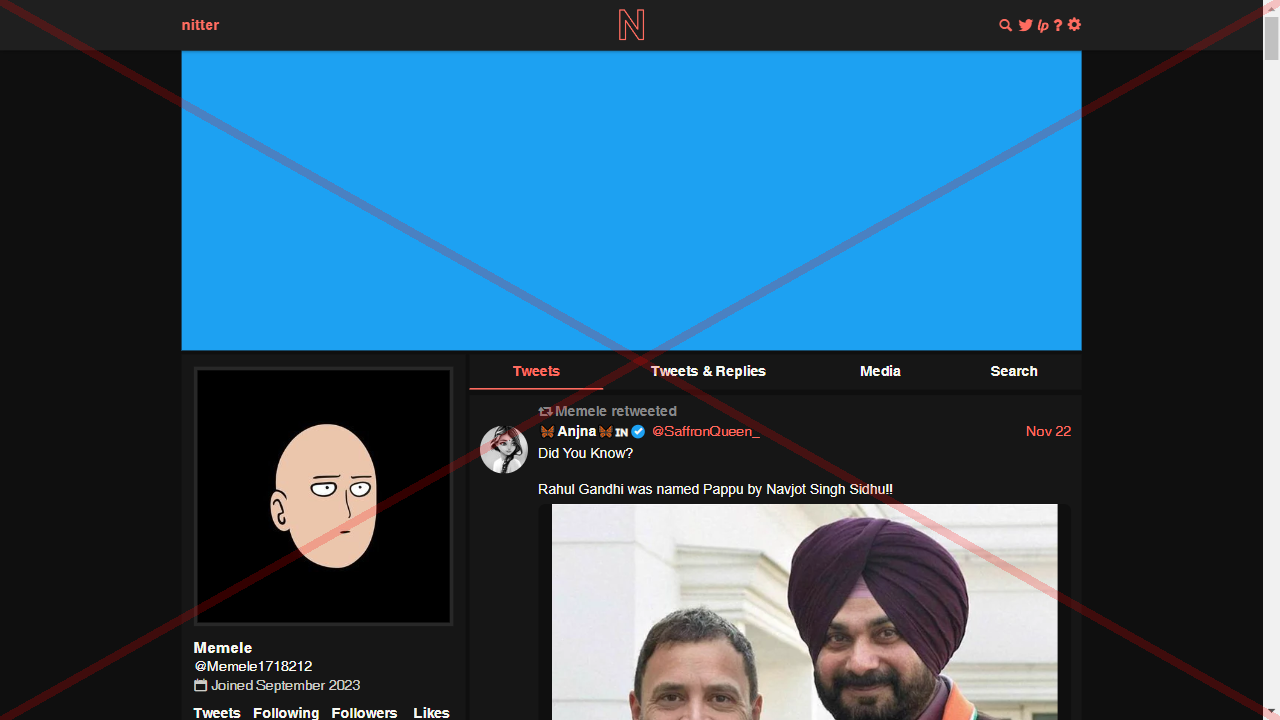 nitter
N
lp ?
Tweets
Tweets & Replies
Media
Search
Memele retweeted
🦋Anjna🦋IN @SaffronQueen_
Nov 22
Did You Know?
Rahul Gandhi was named Pappu by Navjot Singh Sidhu!!
Memele
@Memele1718212
Joined September 2023
Tweets Following Followers Likes